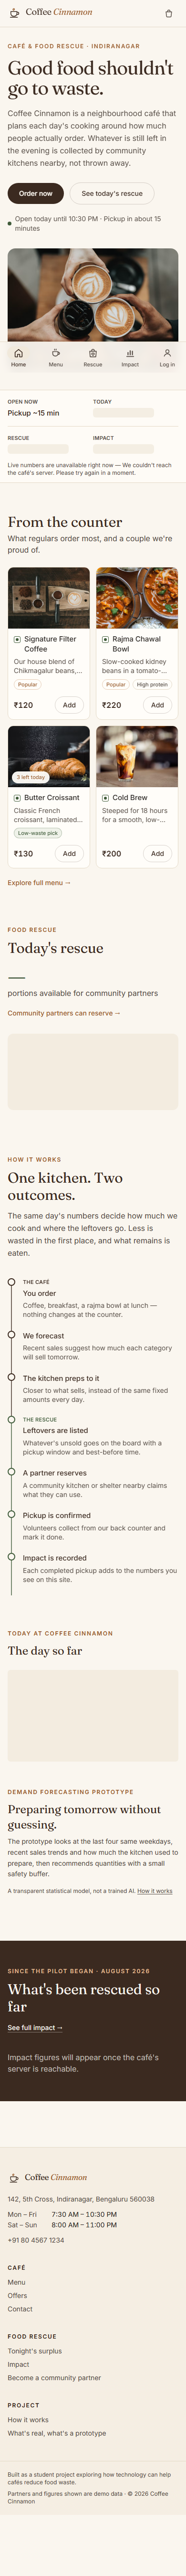 Coffee Cinnamon
CAFÉ & FOOD RESCUE · INDIRANAGAR
Good food shouldn't
go to waste.
Coffee Cinnamon is a neighbourhood café that
plans each day's cooking around how much
people actually order. Whatever is still left in
the evening is collected by community
kitchens nearby, not thrown away.
Order now
See today's rescue
Open today until 10:30 PM · Pickup in about 15
minutes
Home
Menu
Rescue
Impact
Log in
OPEN NOW
Pickup ~15 min
TODAY
RESCUE
IMPACT
Live numbers are unavailable right now — We couldn't reach
the café's server. Please try again in a moment.
From the counter
What regulars order most, and a couple we're
proud of.
Signature Filter
Coffee
Our house blend of
Chikmagalur beans,...
Popular
₹120
Add
Rajma Chawal
Bowl
Slow-cooked kidney
beans in a tomato-...
Popular
High protein
₹220
Add
3 left today
Butter Croissant
Classic French
croissant, laminated...
Low-waste pick
₹130
Add
Cold Brew
Steeped for 18 hours
for a smooth, low-...
₹200
Add
Explore full menu →
FOOD RESCUE
Today's rescue
—
portions available for community partners
Community partners can reserve →
HOW IT WORKS
One kitchen. Two
outcomes.
The same day's numbers decide how much we
cook and where the leftovers go. Less is
wasted in the first place, and what remains is
eaten.
THE CAFÉ
You order
Coffee, breakfast, a rajma bowl at lunch —
nothing changes at the counter.
We forecast
Recent sales suggest how much each category
will sell tomorrow.
The kitchen preps to it
Closer to what sells, instead of the same fixed
amounts every day.
THE RESCUE
Leftovers are listed
Whatever's unsold goes on the board with a
pickup window and best-before time.
A partner reserves
A community kitchen or shelter nearby claims
what they can use.
Pickup is confirmed
Volunteers collect from our back counter and
mark it done.
Impact is recorded
Each completed pickup adds to the numbers you
see on this site.
TODAY AT COFFEE CINNAMON
The day so far
DEMAND FORECASTING PROTOTYPE
Preparing tomorrow without
guessing.
The prototype looks at the last four same weekdays,
recent sales trends and how much the kitchen used to
prepare, then recommends quantities with a small
safety buffer.
A transparent statistical model, not a trained AI. How it works
SINCE THE PILOT BEGAN · AUGUST 2026
What's been rescued so
far
See full impact →
Impact figures will appear once the café's
server is reachable.
Coffee Cinnamon
142, 5th Cross, Indiranagar, Bengaluru 560038
Mon – Fri 7:30 AM – 10:30 PM
Sat – Sun 8:00 AM – 11:00 PM
+91 80 4567 1234
CAFÉ
Menu
Offers
Contact
FOOD RESCUE
Tonight's surplus
Impact
Become a community partner
PROJECT
How it works
What's real, what's a prototype
Built as a student project exploring how technology can help
cafés reduce food waste.
Partners and figures shown are demo data · © 2026 Coffee
Cinnamon